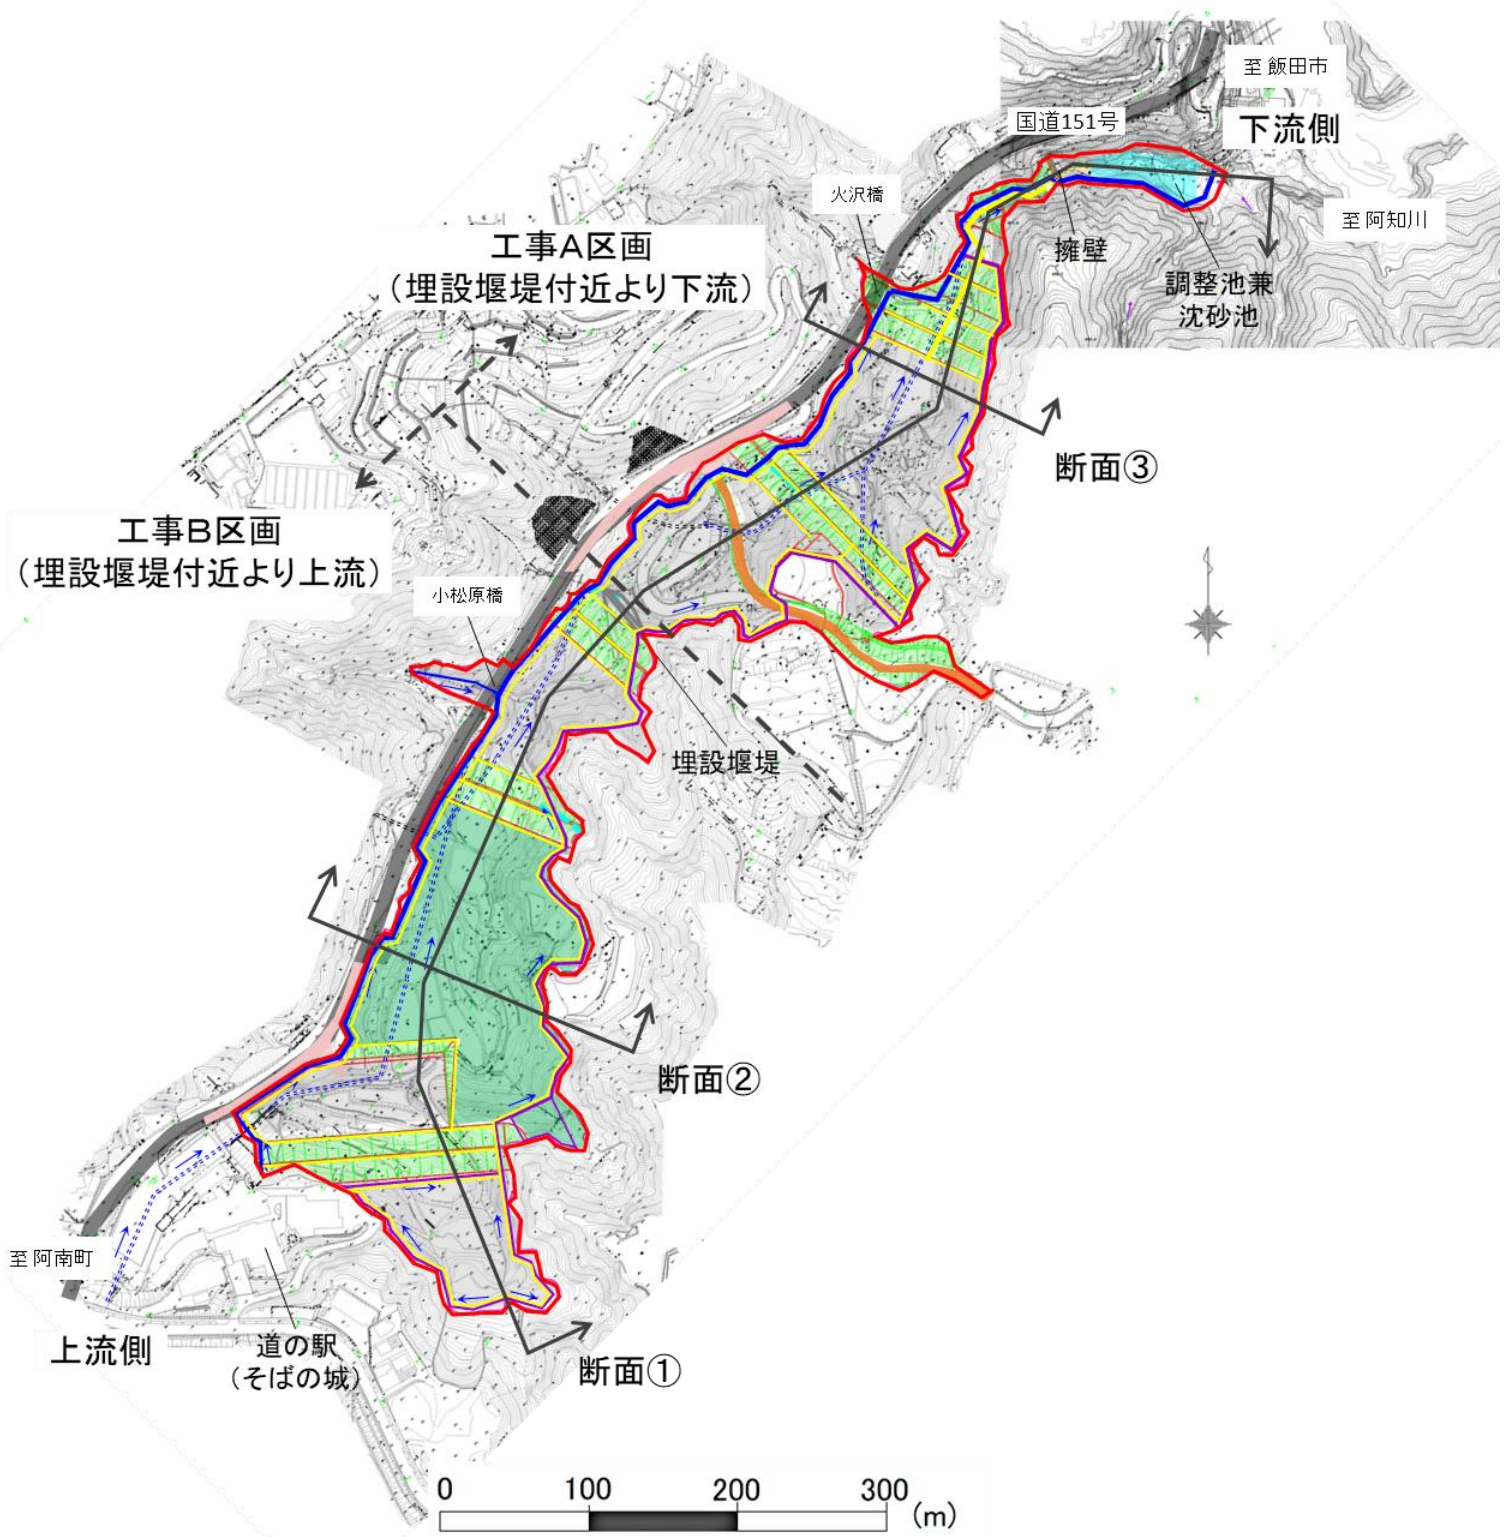 至 飯田市
国道151号
下流側
火沢橋
至 阿知川
工事A区画
(埋設堰堤付近より下流)
擁壁
調整池兼
沈砂池
断面③
工事B区画
(埋設堰堤付近より上流)
小松原橋
埋設堰堤
断面②
至 阿南町
上流側
道の駅
(そばの城)
断面①
0 100 200 300
(m)